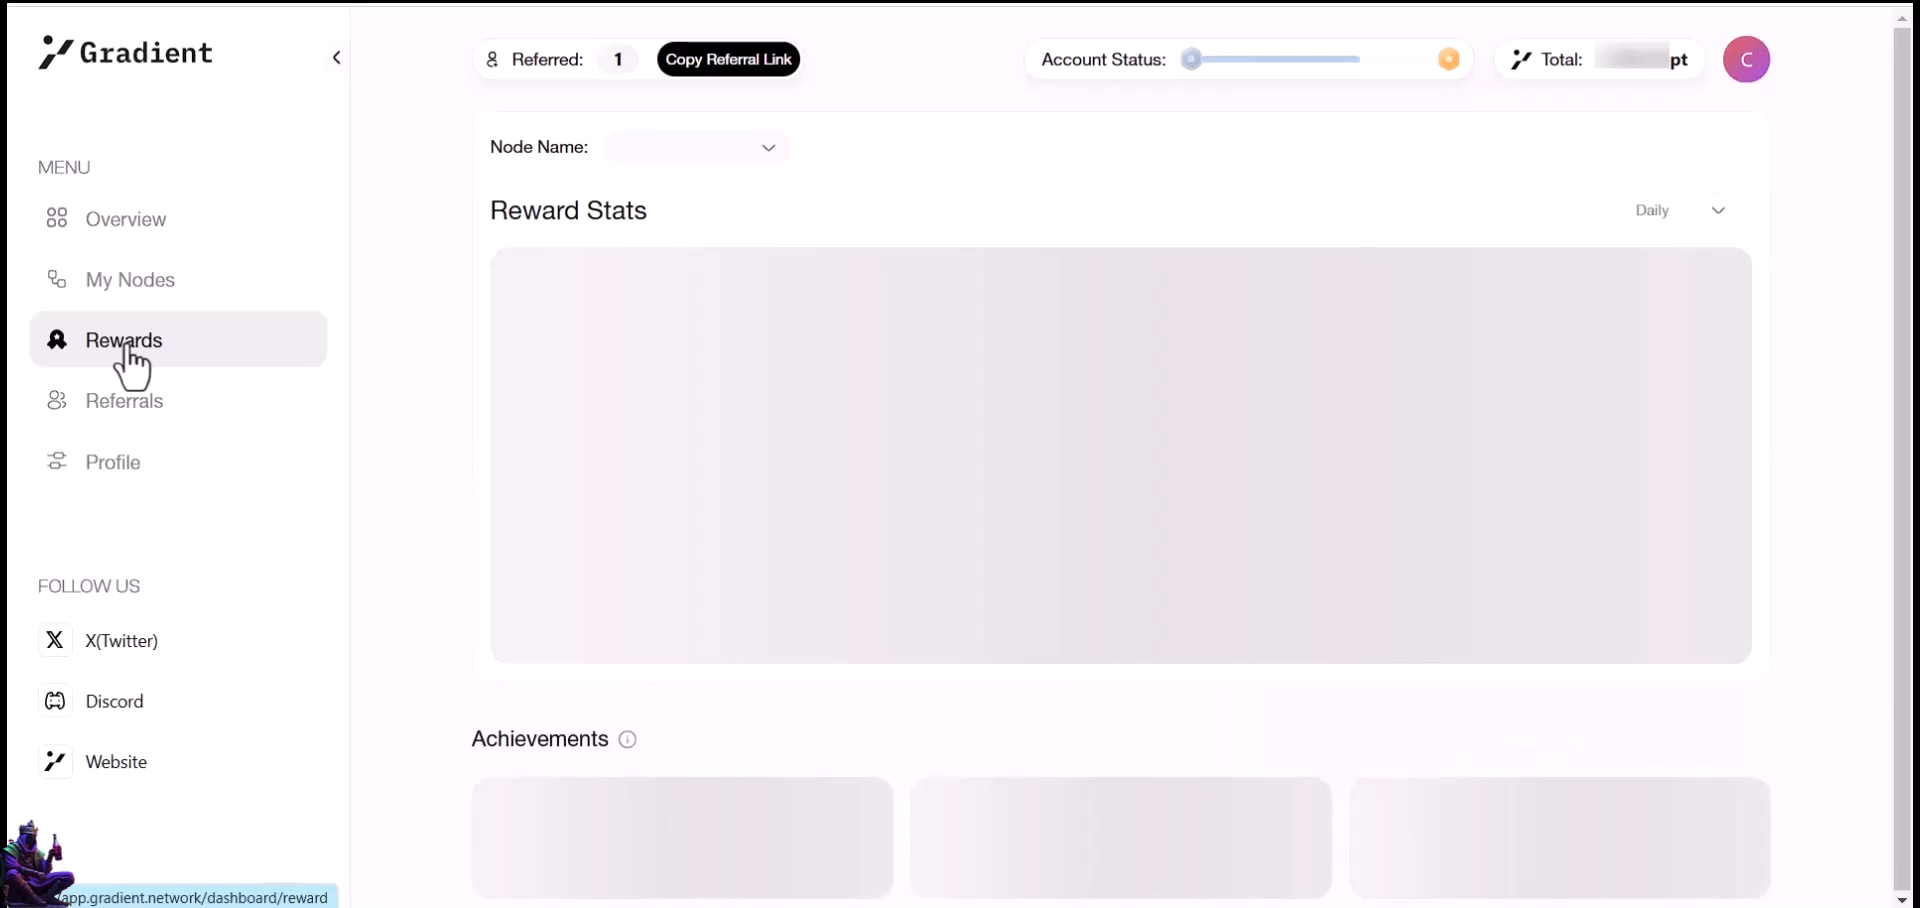 Gradient
Referred: 1 Copy Referral Link
Account Status:
Total: pt
C
MENU
Overview
My Nodes
Rewards
Referrals
Profile
FOLLOW US
X(Twitter)
Discord
Website
Node Name:
Reward Stats
Daily
Achievements
app.gradient.network/dashboard/reward